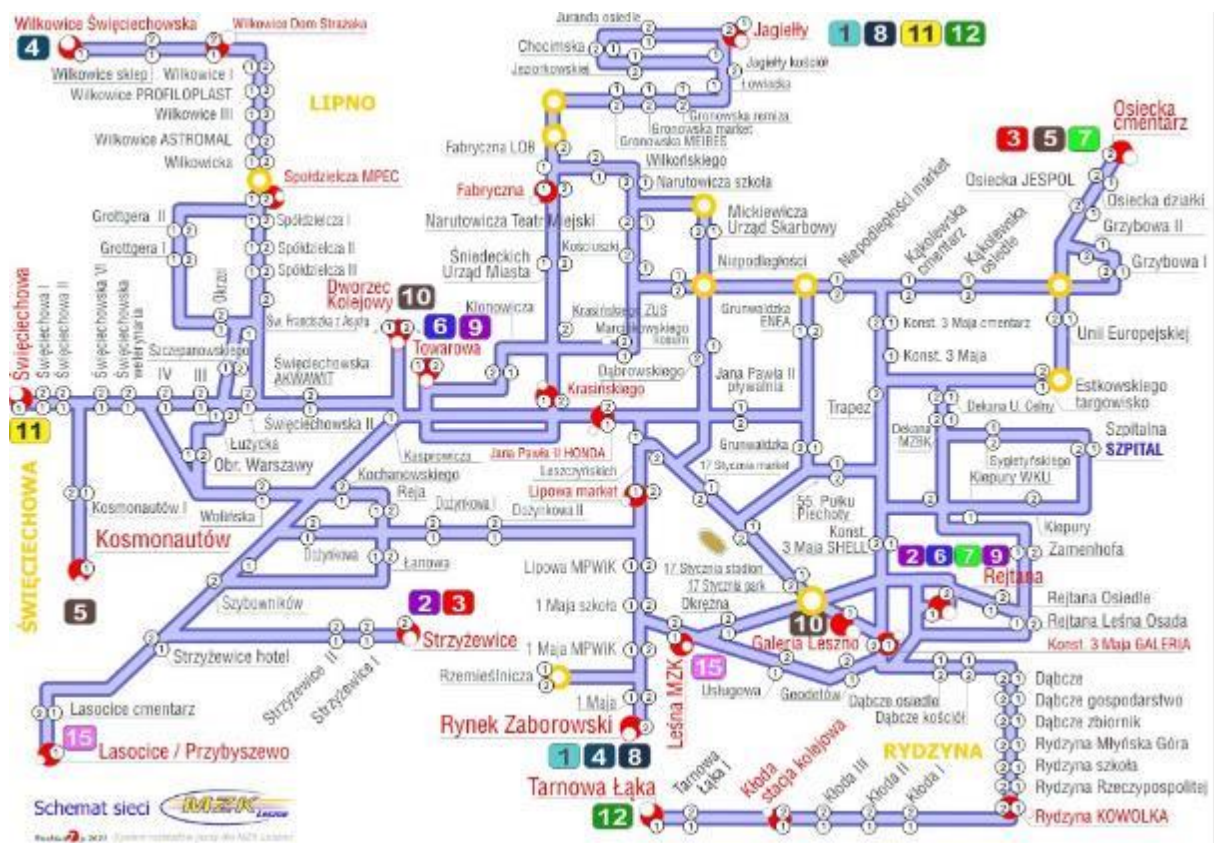 Wilkowice Święciechowska
Wilkowice Dom Strażaka
4
Wilkowice sklep
Wilkowice I
Wilkowice PROFILOPLAST
Wilkowice III
Wilkowice ASTROMAL
Wilkowicka
LIPNO
Spółdzielcza MPEC
Grottgera II
Grottgera I
Spółdzielcza I
Spółdzielcza II
Spółdzielcza III
Okrzei
Szczepanowskiego
Juranda osiedle
Chocimska
Jeziorkowskiej
Jagiełły
1 8 11 12
Jagiełły kościół
Łowiecka
Gronowska remiza
Gronowska market
Gronowska MEIBES
Fabryczna LOB
Fabryczna
Wilkońskiego
Narutowicza szkoła
Narutowicza Teatr Miejski
Mickiewicza
Urząd Skarbowy
Kościuszki
Śniedeckich
Urząd Miasta
Niepodległości
Niepodległości market
Kąkolewska
cmentarz
Kąkolewska
osiedle
Osiecka
cmentarz
3 5 7
Osiecka JESPOL
Osiecka działki
Grzybowa II
Grzybowa I
Unii Europejskiej
Estkowskiego
targowisko
Dworzec
Kolejowy
10
6 9
Towarowa
Klonowicza
Krasińskiego ZUS
Dąbrowskiego
Krasińskiego
Grunwaldzka
ENEA
Jana Pawła II
pływalnia
Konst. 3 Maja cmentarz
Konst. 3 Maja
Trapez
Dekana U. Celny
Dekana
MZBK
Szpitalna
SZPITAL
Sygietyńskiego
Kiepury WKU
Kiepury
Zamenhofa
Święciechowa
Święciechowa I
Święciechowa II
Święciechowska VI
Święciechowska
weterynaria
IV
III
Święciechowska
AKWAWIT
Święciechowska II
11
ŚWIĘCIECHOWA
Łużycka
Obr. Warszawy
Kasprowicza
Kochanowskiego
Reja
Jana Pawła II HONDA
Leszczyńskich
Lipowa market
Grunwaldzka
17 Stycznia market
55. Pułku
Piechoty
Konst.
3 Maja SHELL
Kosmonautów I
Kosmonautów
5
Wolińska
Dożynkowa I
Dożynkowa II
Dożynkowa
Łanowa
Szybowników
Lipowa MPWiK
1 Maja szkoła
1 Maja MPWiK
Rzemieślnicza
1 Maja
Rynek Zaborowski
1 4 8
17 Stycznia stadion
17 Stycznia park
Okrężna
2 6 7 9
Rejtana
Rejtana Osiedle
Rejtana Leśna Osada
Konst. 3 Maja GALERIA
10
Galeria Leszno
Leśna MZK
15
Usługowa
Geodetów
Dąbcze osiedle
Dąbcze kościół
2 3
Strzyżewice
Strzyżewice hotel
Strzyżewice II
Strzyżewice I
Lasocice cmentarz
15
Lasocice / Przybyszewo
RYDZYNA
Dąbcze
Dąbcze gospodarstwo
Dąbcze zbiornik
Rydzyna Młyńska Góra
Rydzyna szkoła
Rydzyna Rzeczypospolitej
Rydzyna KOWOLKA
Tarnowa Łąka
12
Tarnowa
Łąka I
Kłoda
stacja kolejowa
Kłoda III
Kłoda II
Kłoda I
Schemat sieci
MZK
Leszno